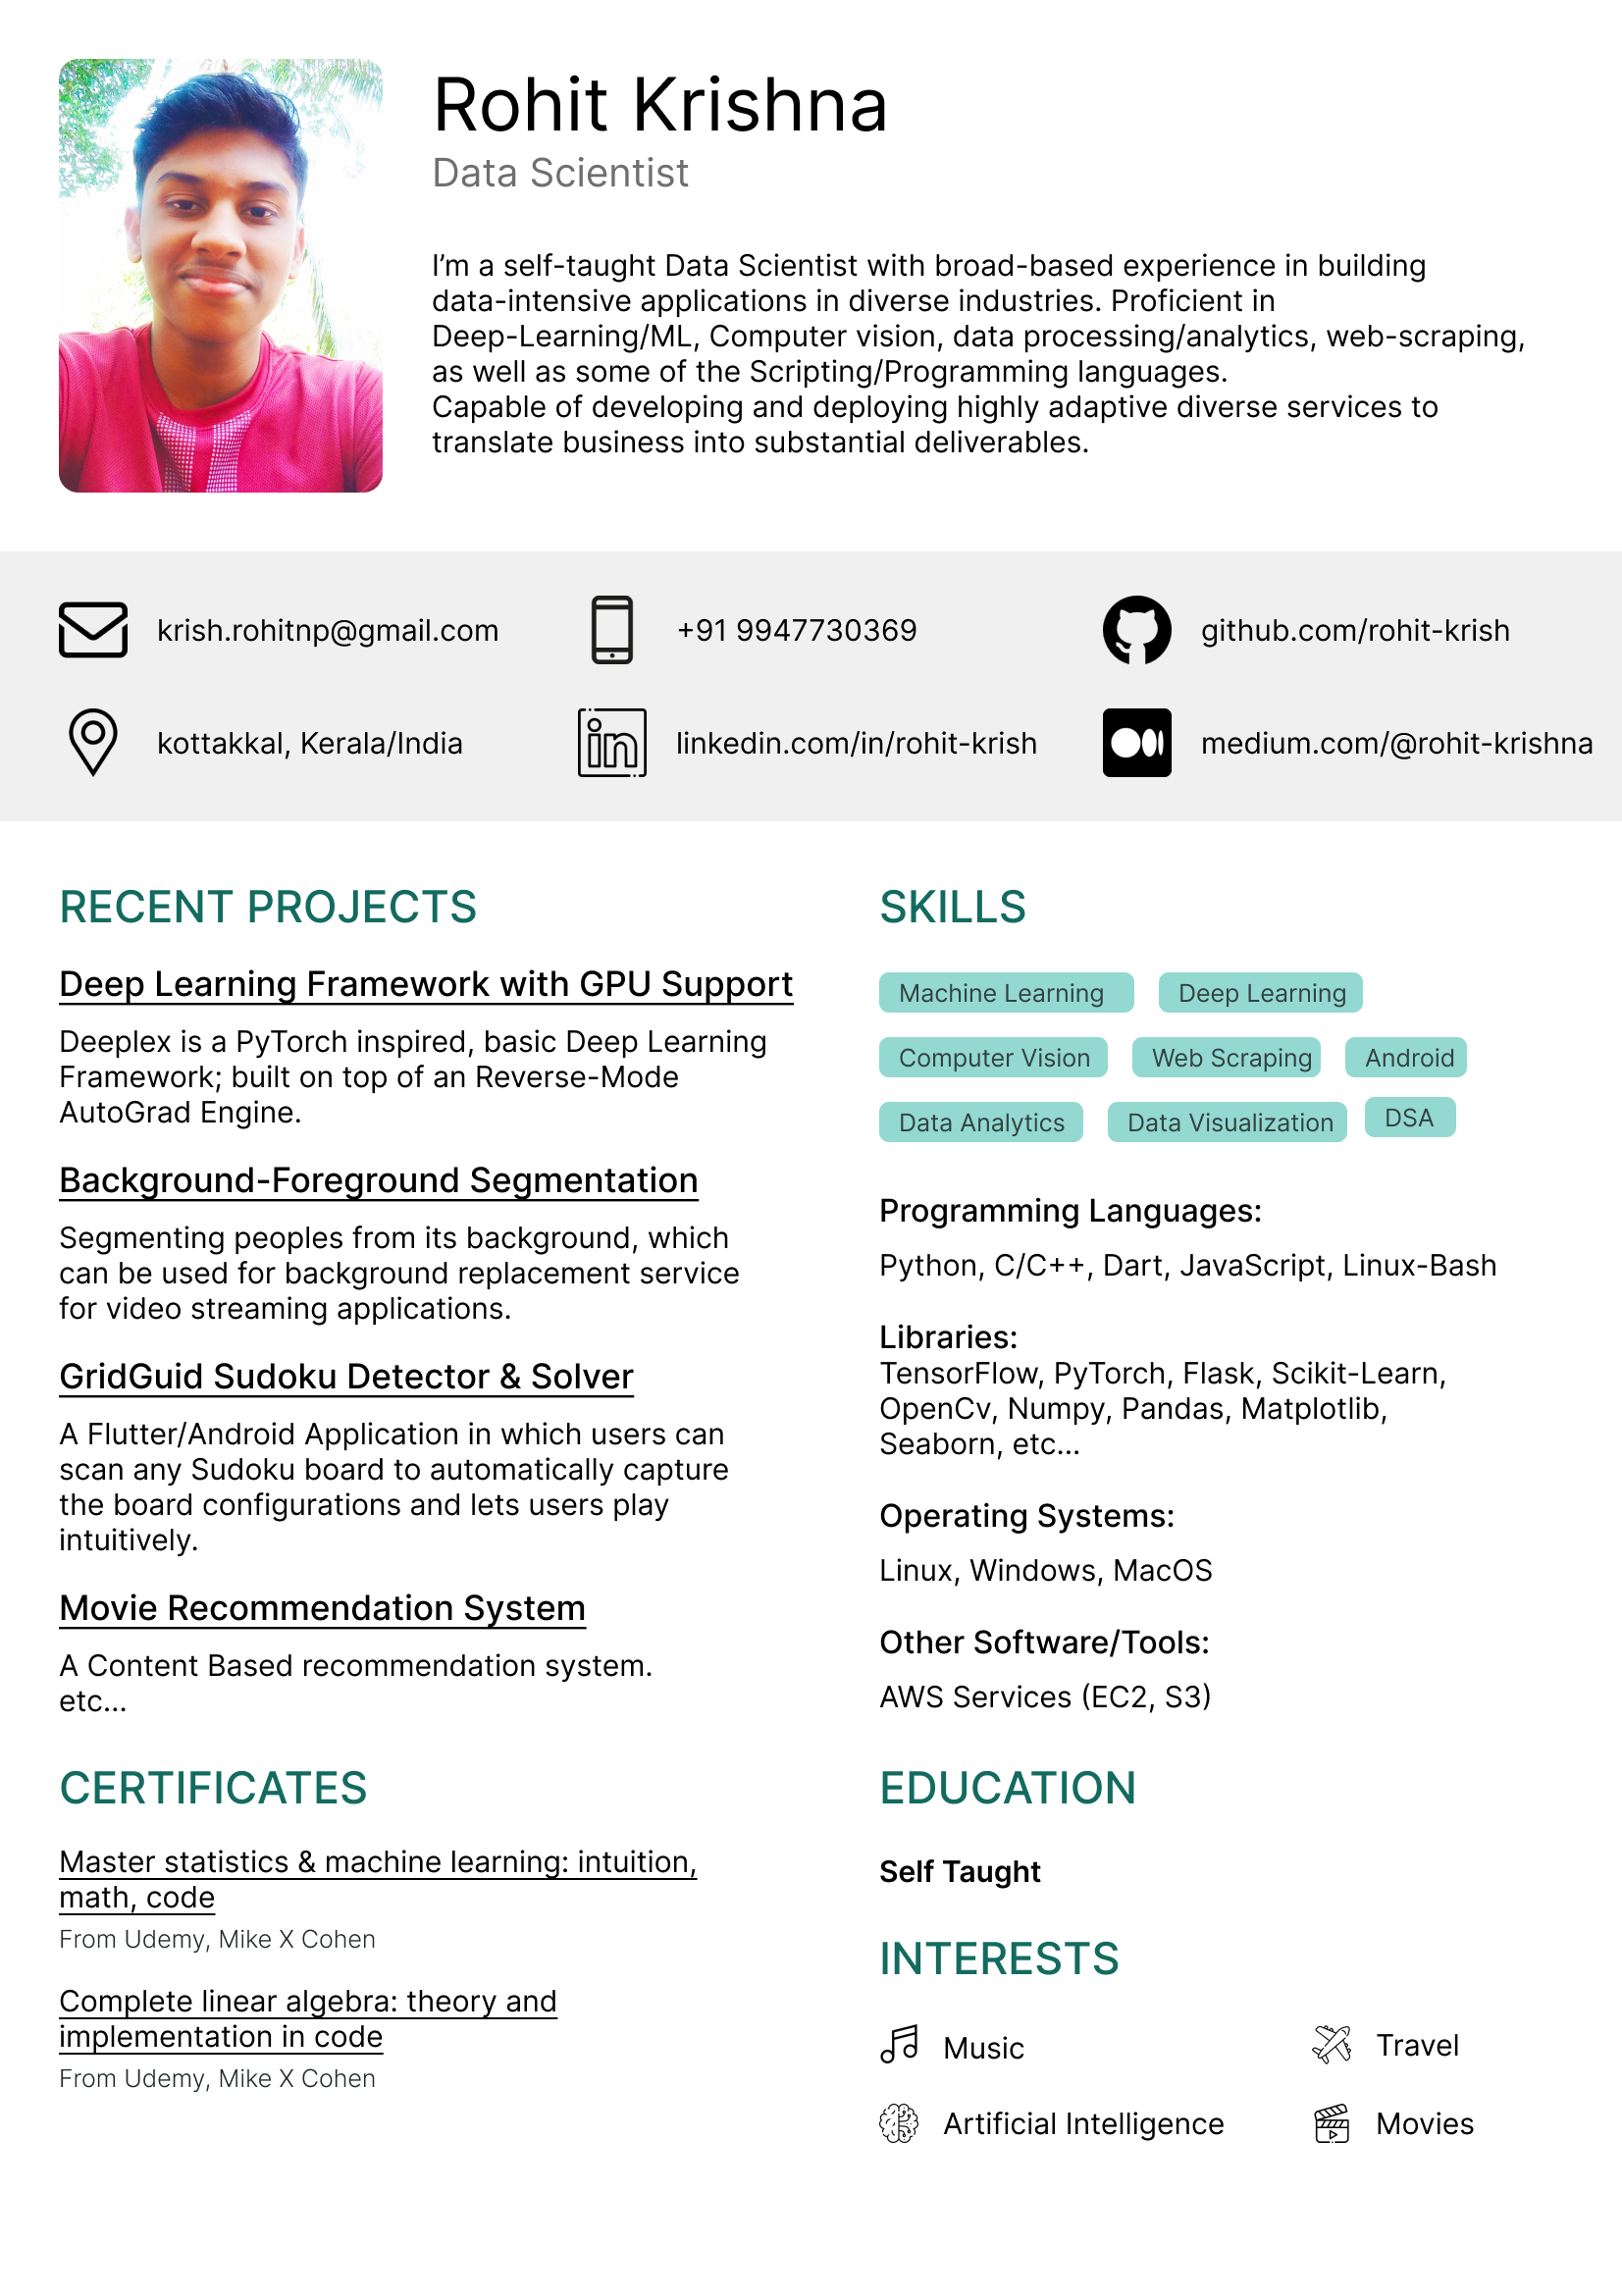 Rohit Krishna
Data Scientist
I'm a self-taught Data Scientist with broad-based experience in building
data-intensive applications in diverse industries. Proficient in
Deep-Learning/ML, Computer vision, data processing/analytics, web-scraping,
as well as some of the Scripting/Programming languages.
Capable of developing and deploying highly adaptive diverse services to
translate business into substantial deliverables.
krish.rohitnp@gmail.com
+91 9947730369
github.com/rohit-krish
kottakkal, Kerala/India
linkedin.com/in/rohit-krish
medium.com/@rohit-krishna
RECENT PROJECTS
Deep Learning Framework with GPU Support
Deeplex is a PyTorch inspired, basic Deep Learning
Framework; built on top of an Reverse-Mode
AutoGrad Engine.
Background-Foreground Segmentation
Segmenting peoples from its background, which
can be used for background replacement service
for video streaming applications.
GridGuid Sudoku Detector & Solver
A Flutter/Android Application in which users can
scan any Sudoku board to automatically capture
the board configurations and lets users play
intuitively.
Movie Recommendation System
A Content Based recommendation system.
etc...
CERTIFICATES
Master statistics & machine learning: intuition,
math, code
From Udemy, Mike X Cohen
Complete linear algebra: theory and
implementation in code
From Udemy, Mike X Cohen
SKILLS
Machine Learning
Deep Learning
Computer Vision
Web Scraping
Android
Data Analytics
Data Visualization
DSA
Programming Languages:
Python, C/C++, Dart, JavaScript, Linux-Bash
Libraries:
TensorFlow, PyTorch, Flask, Scikit-Learn,
OpenCv, Numpy, Pandas, Matplotlib,
Seaborn, etc...
Operating Systems:
Linux, Windows, MacOS
Other Software/Tools:
AWS Services (EC2, S3)
EDUCATION
Self Taught
INTERESTS
Music
Travel
Artificial Intelligence
Movies